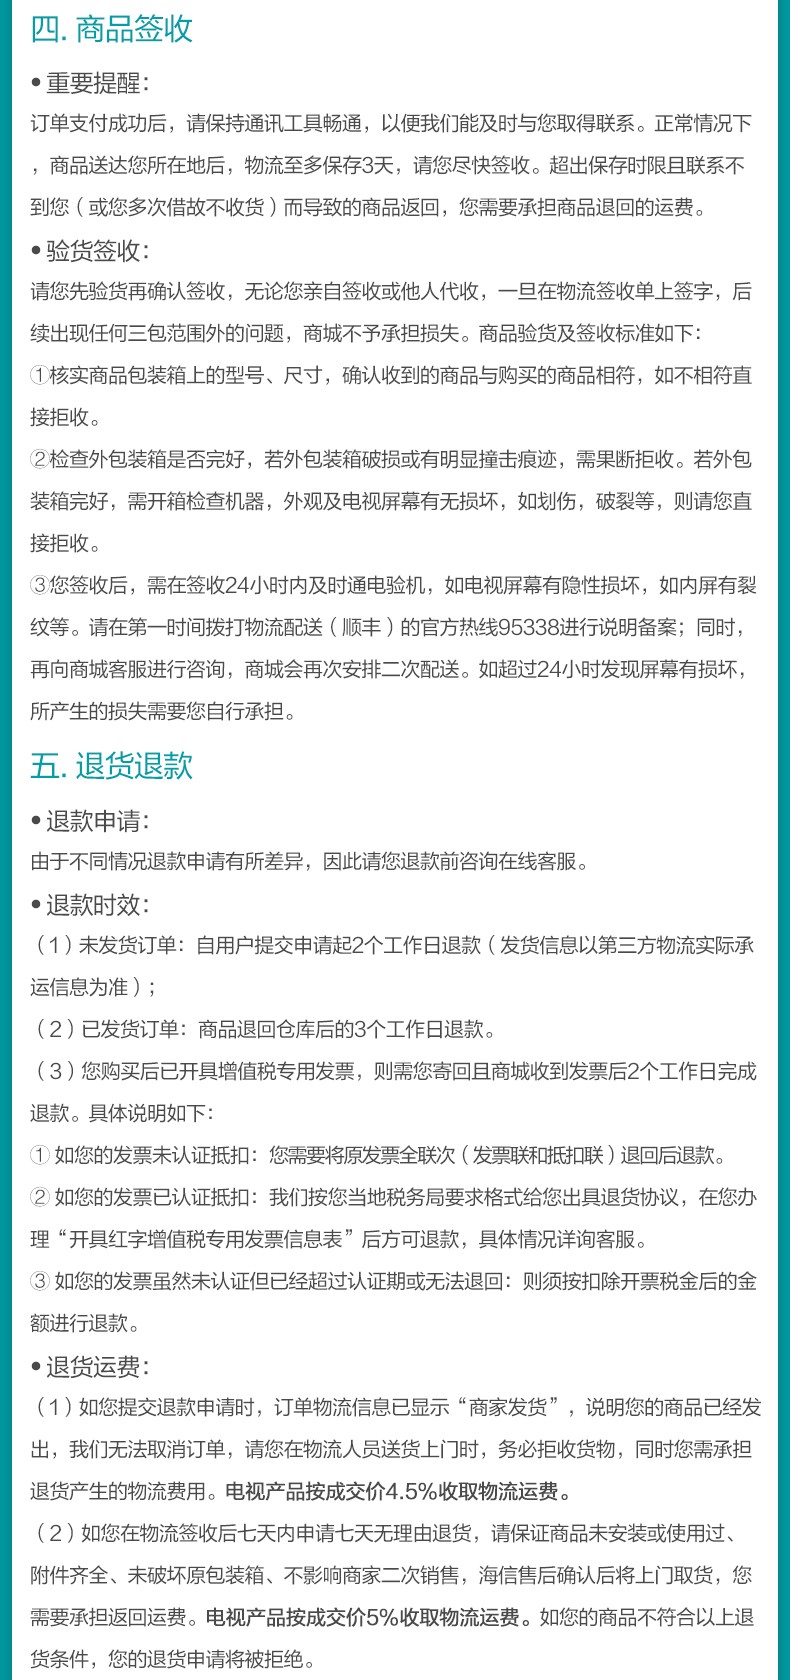 四. 商品签收
• 重要提醒：
订单支付成功后，请保持通讯工具畅通，以便我们能及时与您取得联系。正常情况下
，商品送达您所在地后，物流至多保存3天，请您尽快签收。超出保存时限且联系不
到您（或您多次借故不收货）而导致的商品返回，您需要承担商品退回的运费。
• 验货签收：
请您先验货再确认签收，无论您亲自签收或他人代收，一旦在物流签收单上签字，后
续出现任何三包范围外的问题，商城不予承担损失。商品验货及签收标准如下：
①核实商品包装箱上的型号、尺寸，确认收到的商品与购买的商品相符，如不相符直
接拒收。
②检查外包装箱是否完好，若外包装箱破损或有明显撞击痕迹，需果断拒收。若外包
装箱完好，需开箱检查机器，外观及电视屏幕有无损坏，如划伤，破裂等，则请您直
接拒收。
③您签收后，需在签收24小时内及时通电验机，如电视屏幕有隐性损坏，如内屏有裂
纹等。请在第一时间拨打物流配送（顺丰）的官方热线95338进行说明备案；同时，
再向商城客服进行咨询，商城会再次安排二次配送。如超过24小时发现屏幕有损坏，
所产生的损失需要您自行承担。
五. 退货退款
• 退款申请：
由于不同情况退款申请有所差异，因此请您退款前咨询在线客服。
• 退款时效：
（1）未发货订单：自用户提交申请起2个工作日退款（发货信息以第三方物流实际承
运信息为准）；
（2）已发货订单：商品退回仓库后的3个工作日退款。
（3）您购买后已开具增值税专用发票，则需您寄回且商城收到发票后2个工作日完成
退款。具体说明如下：
① 如您的发票未认证抵扣：您需要将原发票全联次（发票联和抵扣联）退回后退款。
② 如您的发票已认证抵扣：我们按您当地税务局要求格式给您出具退货协议，在您办
理“开具红字增值税专用发票信息表”后方可退款，具体情况详询客服。
③ 如您的发票虽然未认证但已经超过认证期或无法退回：则须按扣除开票税金后的金
额进行退款。
• 退货运费：
（1）如您提交退款申请时，订单物流信息已显示“商家发货”，说明您的商品已经发
出，我们无法取消订单，请您在物流人员送货上门时，务必拒收货物，同时您需承担
退货产生的物流费用。电视产品按成交价4.5%收取物流运费。
（2）如您在物流签收后七天内申请七天无理由退货，请保证商品未安装或使用过、
附件齐全、未破坏原包装箱、不影响商家二次销售，海信售后确认后将上门取货，您
需要承担返回运费。电视产品按成交价5%收取物流运费。如您的商品不符合以上退
货条件，您的退货申请将被拒绝。